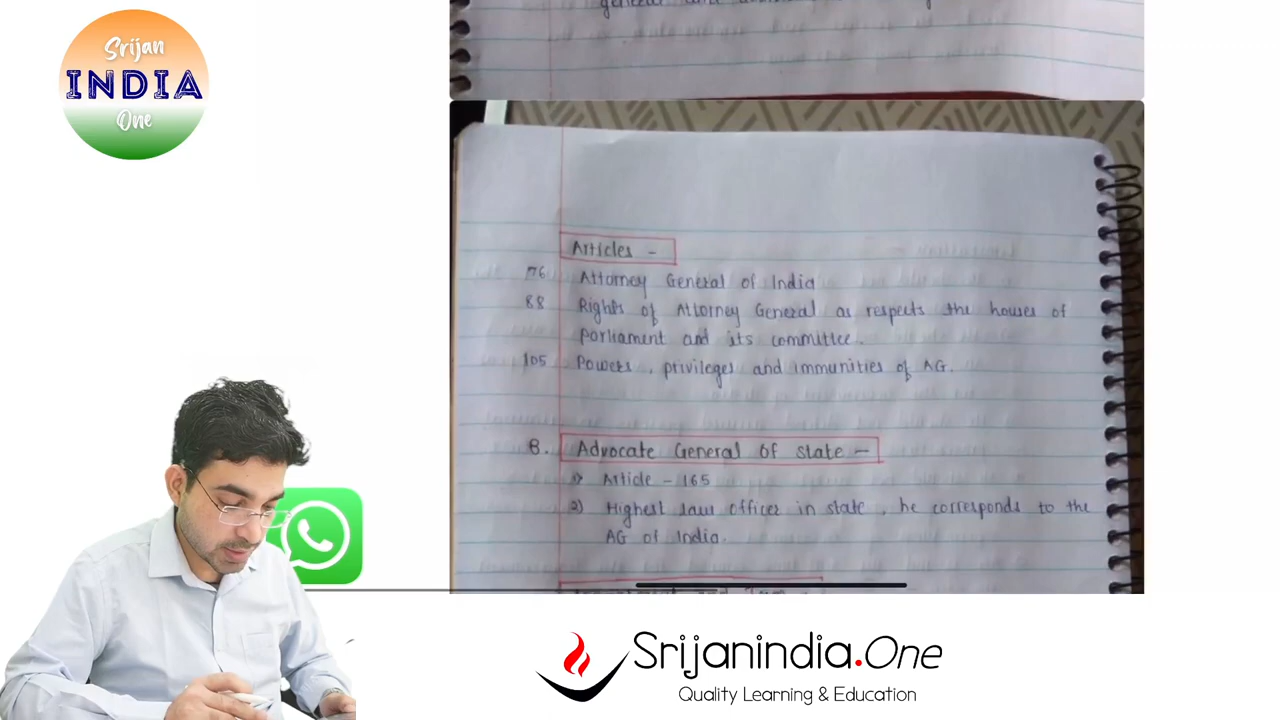 Srijan
INDIA
One
general and
Articles -
76 Attorney General of India
88 Rights of Attorney General as respects the houses of
parliament and its committee.
105 Powers, privileges and immunities of AG.
B. Advocate General of state -
1) Article - 165
2) Highest law officer in state, he corresponds to the
AG of India.
Srijanindia.One
Quality Learning & Education